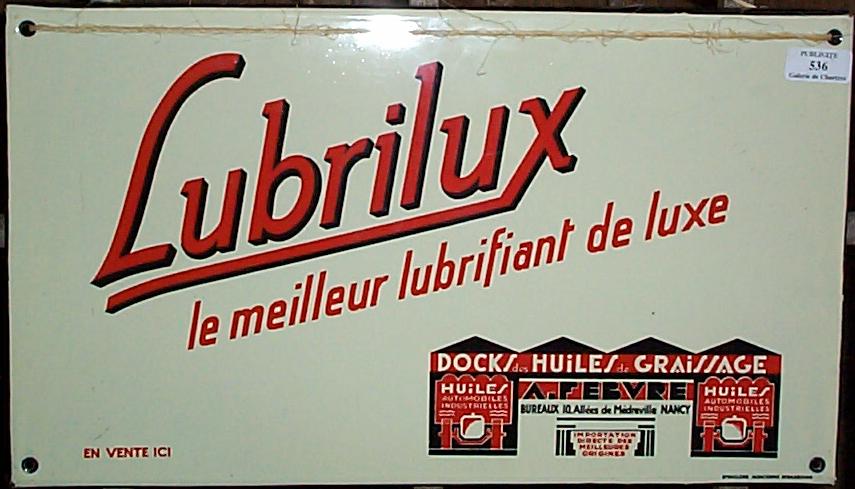 PUBLICITE
536
Galerie de Chartres
Lubrilux
le meilleur lubrifiant de luxe
DOCKS des HUiLES de GRAiSSAGE
HUiLES
AUTOMOBILES
INDUSTRIELLES
A. FEBVRE
BUREAUX 10, Allées de Médreville NANCY
IMPORTATION
DIRECTE DES
MEILLEURES
ORIGINES
HUiLES
AUTOMOBILES
INDUSTRIELLES
EN VENTE ICI